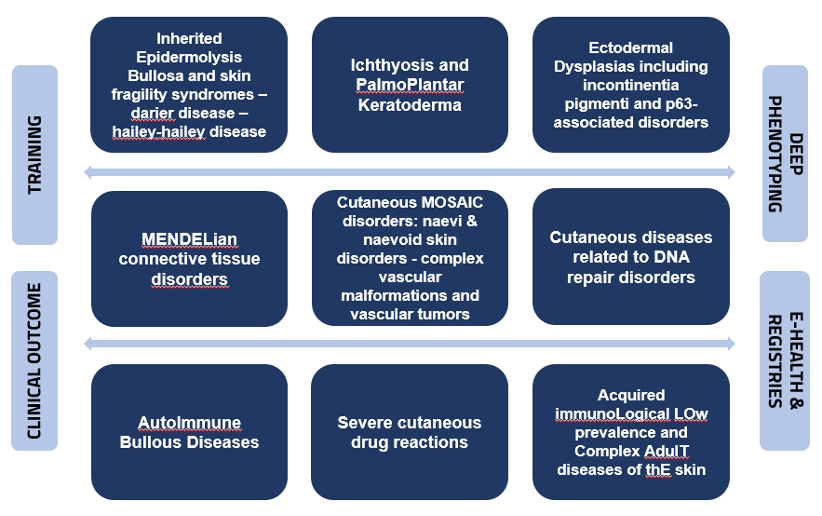 Inherited
Epidermolysis
Bullosa and skin
fragility syndromes –
darier disease –
hailey-hailey disease
Ichthyosis and
PalmoPlantar
Keratoderma
Ectodermal
Dysplasias including
incontinentia
pigmenti and p63-
associated disorders
TRAINING
DEEP
PHENOTYPING
MENDELian
connective tissue
disorders
Cutaneous MOSAIC
disorders: naevi &
naevoid skin
disorders - complex
vascular
malformations and
vascular tumors
Cutaneous diseases
related to DNA
repair disorders
CLINICAL OUTCOME
E-HEALTH &
REGISTRIES
AutoImmune
Bullous Diseases
Severe cutaneous
drug reactions
Acquired
immunoLogical LOw
prevalence and
Complex AdulT
diseases of thE skin